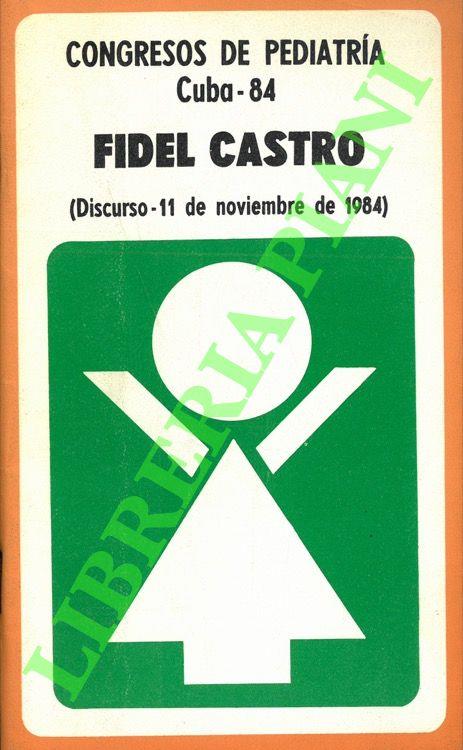 CONGRESOS DE PEDIATRÍA
Cuba-84
FIDEL CASTRO
(Discurso-11 de noviembre de 1984)
LIBRERIA PIANI